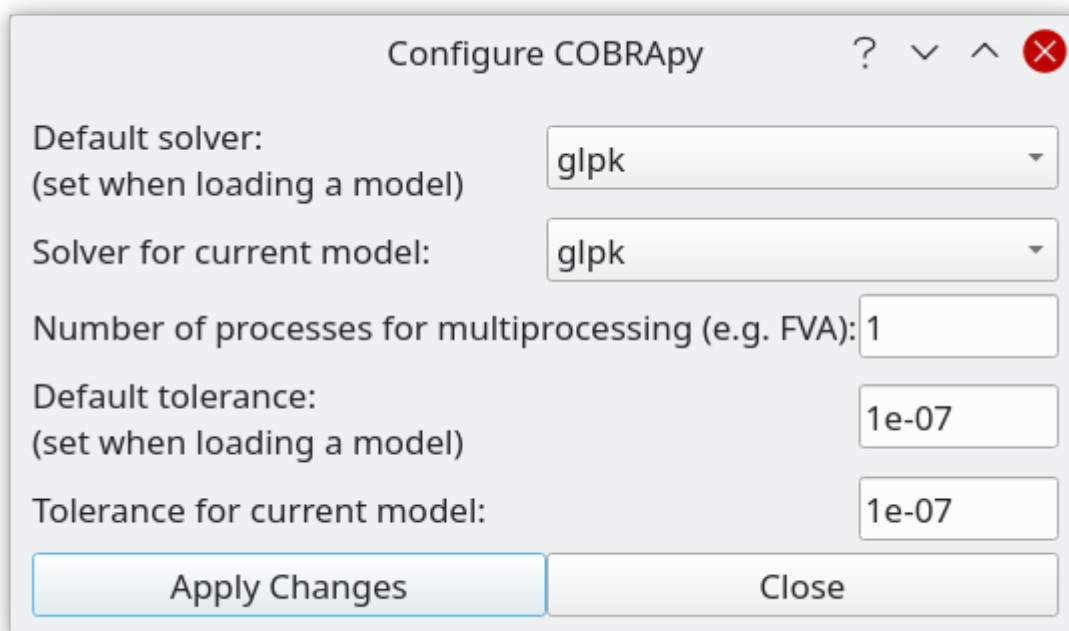 Configure COBRApy ?
Default solver:
(set when loading a model)
glpk
Solver for current model: glpk
Number of processes for multiprocessing (e.g. FVA): 1
Default tolerance:
(set when loading a model)
1e-07
Tolerance for current model: 1e-07
Apply Changes Close